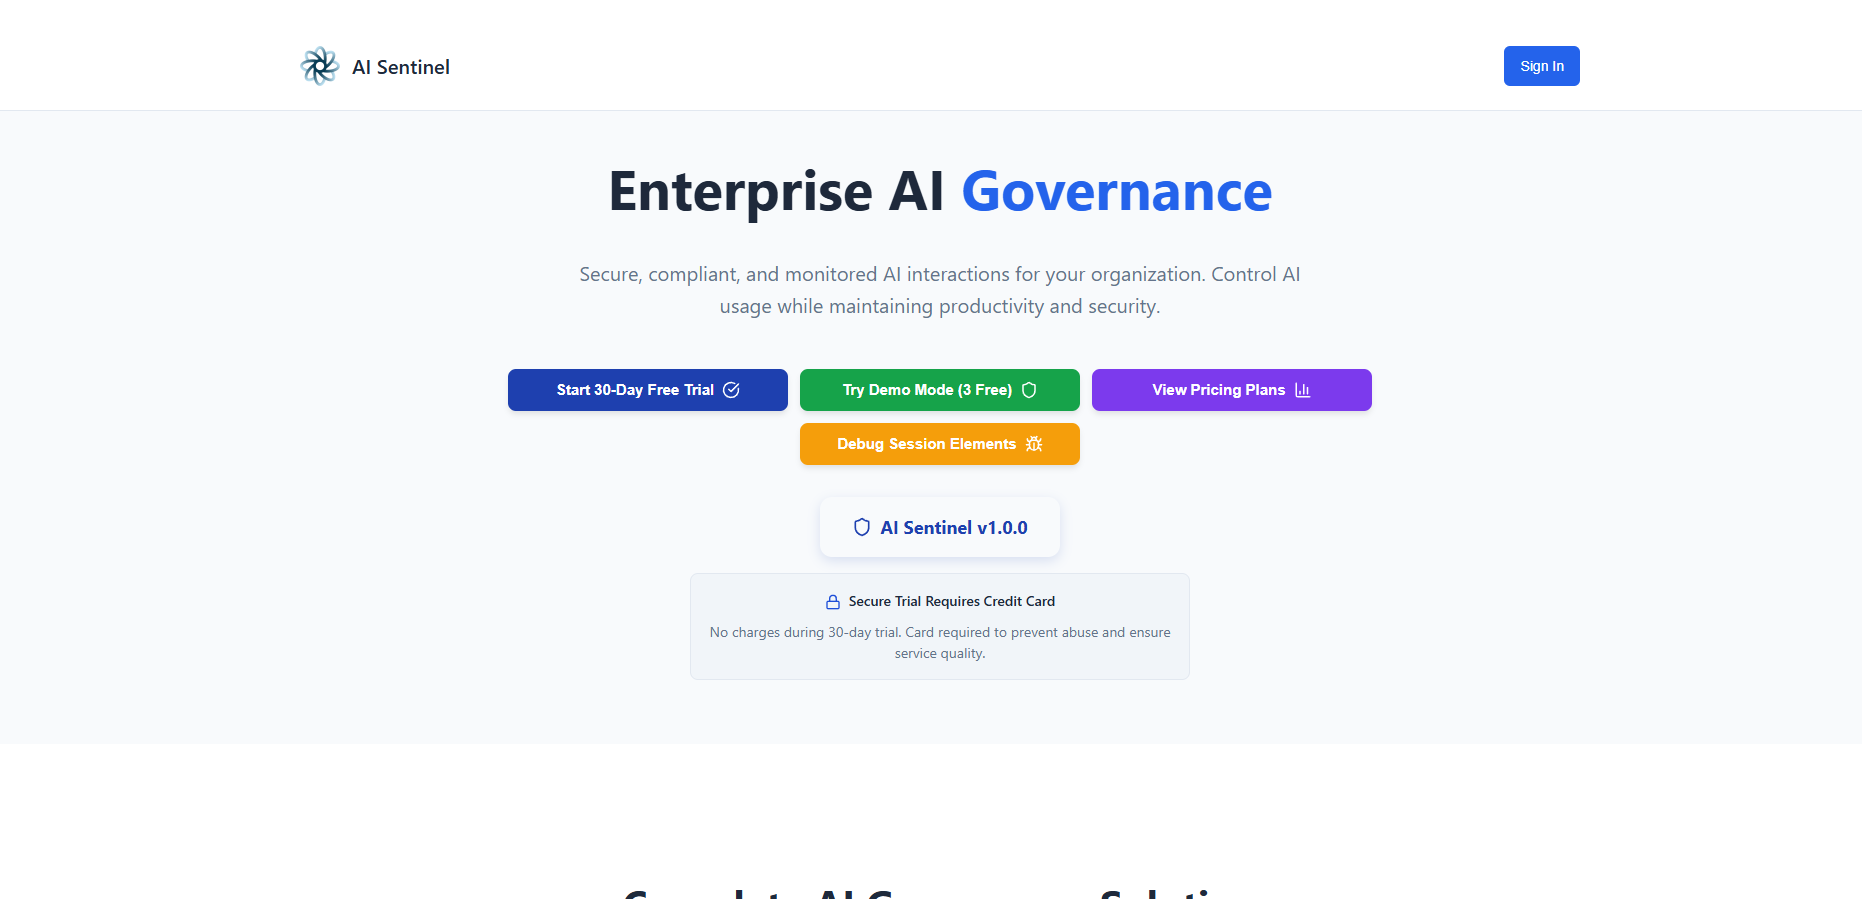 AI Sentinel
Sign In
Enterprise AI Governance
Secure, compliant, and monitored AI interactions for your organization. Control AI
usage while maintaining productivity and security.
Start 30-Day Free Trial
Try Demo Mode (3 Free)
View Pricing Plans
Debug Session Elements
AI Sentinel v1.0.0
Secure Trial Requires Credit Card
No charges during 30-day trial. Card required to prevent abuse and ensure
service quality.